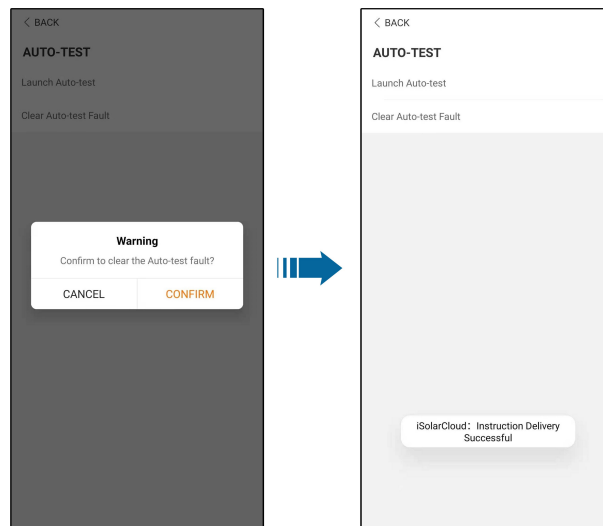 < BACK
AUTO-TEST
Launch Auto-test
Clear Auto-test Fault
Warning
Confirm to clear the Auto-test fault?
CANCEL
CONFIRM
< BACK
AUTO-TEST
Launch Auto-test
Clear Auto-test Fault
iSolarCloud：Instruction Delivery
Successful